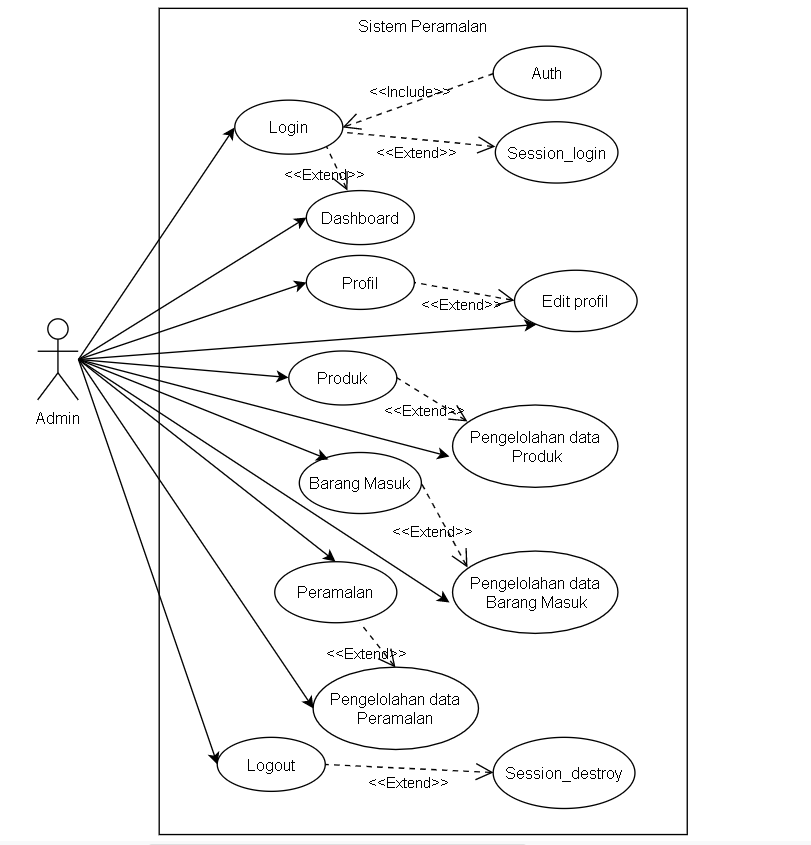 Sistem Peramalan
Auth
<<Include>>
Login
<<Extend>>
Session_login
<<Extend>>
Dashboard
Profil
<<Extend>>
Edit profil
Admin
Produk
<<Extend>>
Pengelolahan data
Produk
Barang Masuk
<<Extend>>
Peramalan
Pengelolahan data
Barang Masuk
<<Extend>>
Pengelolahan data
Peramalan
Logout
<<Extend>>
Session_destroy